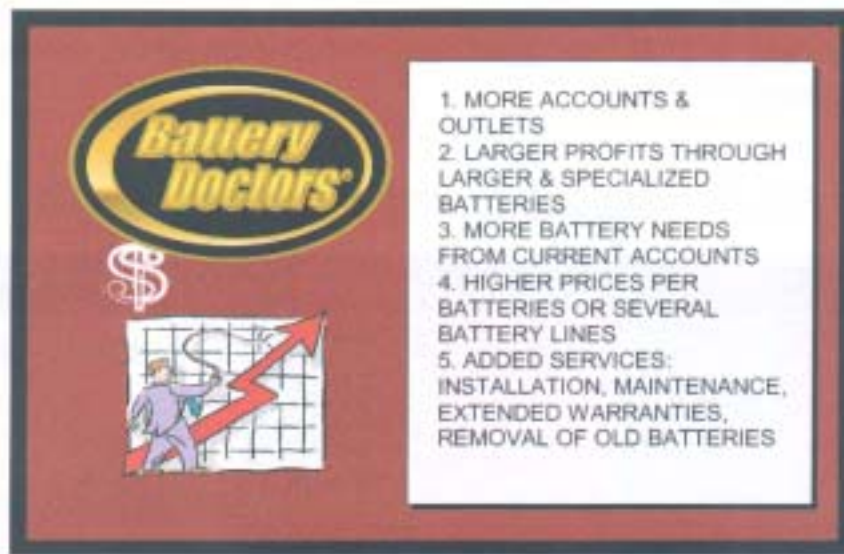 Battery
Doctors®
$
1. MORE ACCOUNTS &
OUTLETS
2. LARGER PROFITS THROUGH
LARGER & SPECIALIZED
BATTERIES
3. MORE BATTERY NEEDS
FROM CURRENT ACCOUNTS
4. HIGHER PRICES PER
BATTERIES OR SEVERAL
BATTERY LINES
5. ADDED SERVICES:
INSTALLATION, MAINTENANCE,
EXTENDED WARRANTIES,
REMOVAL OF OLD BATTERIES